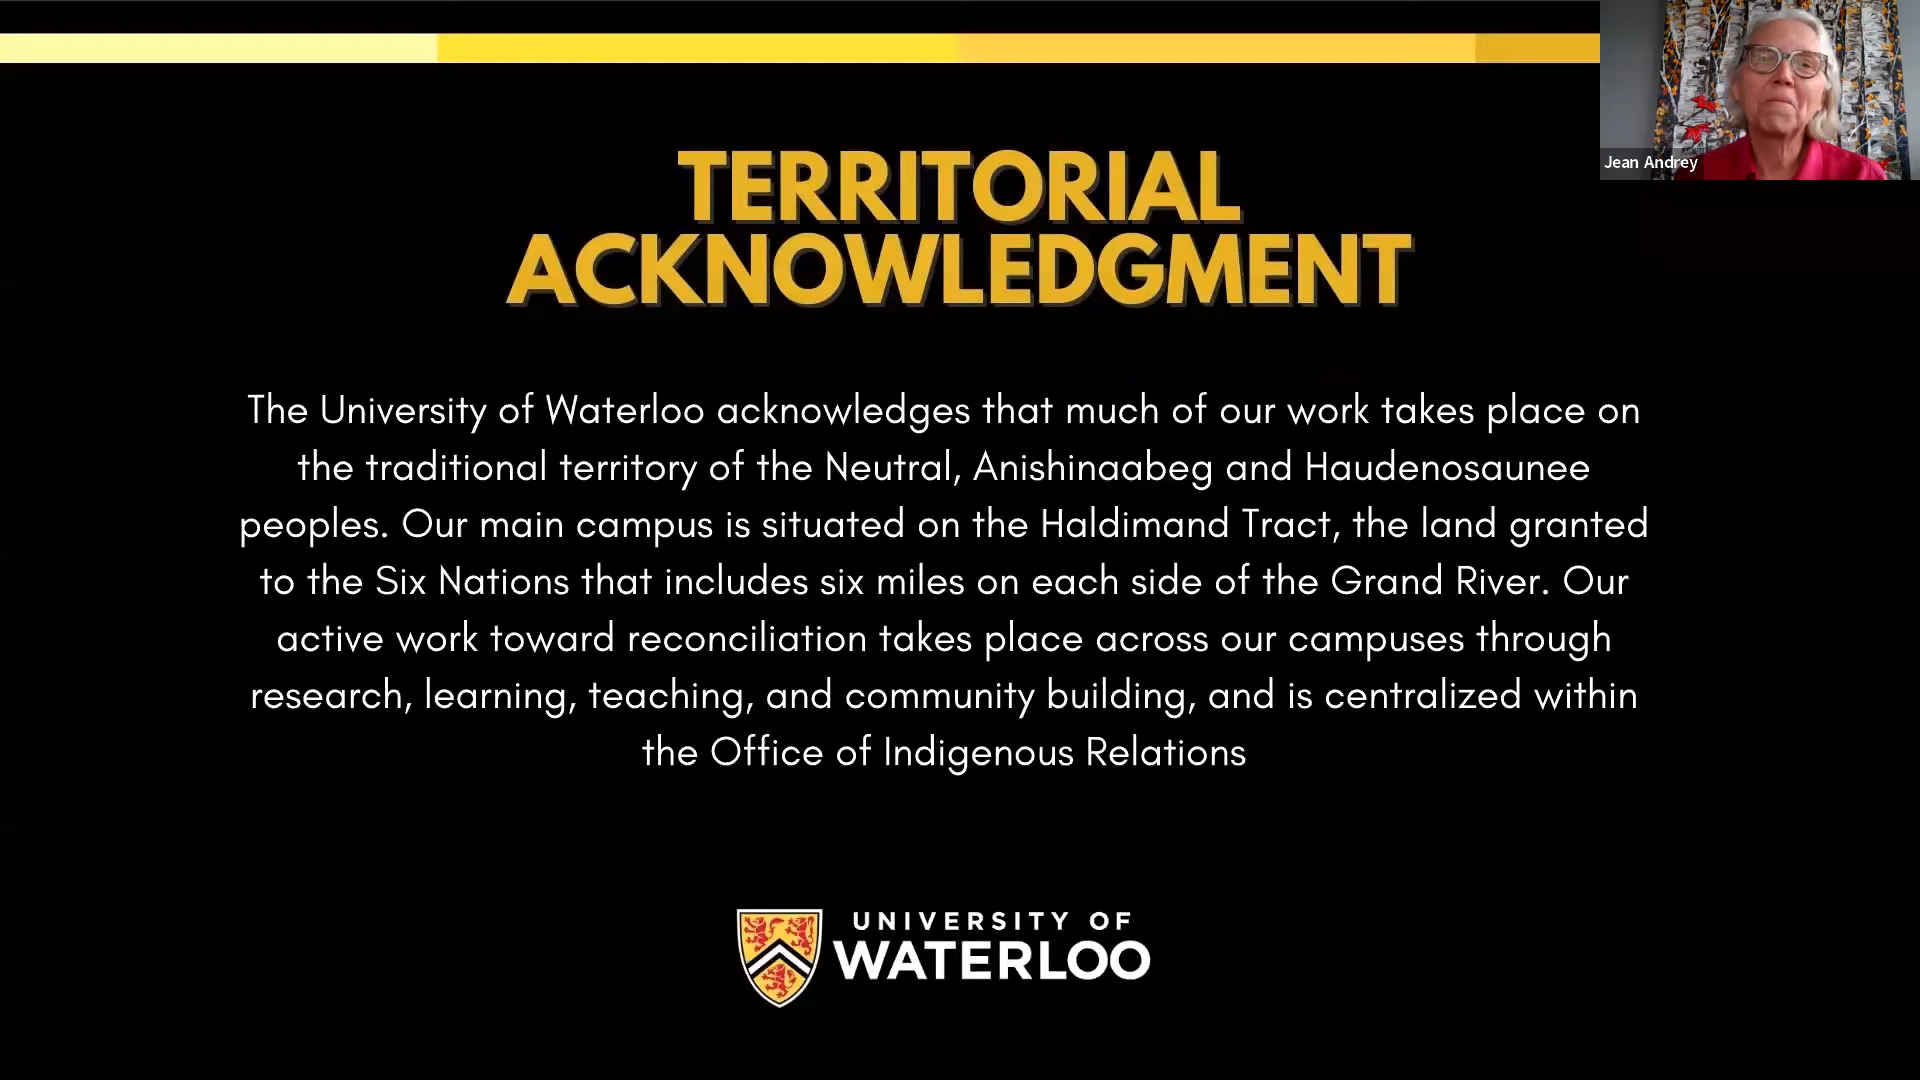 Jean Andrey
TERRITORIAL
ACKNOWLEDGMENT
The University of Waterloo acknowledges that much of our work takes place on
the traditional territory of the Neutral, Anishinaabeg and Haudenosaunee
peoples. Our main campus is situated on the Haldimand Tract, the land granted
to the Six Nations that includes six miles on each side of the Grand River. Our
active work toward reconciliation takes place across our campuses through
research, learning, teaching, and community building, and is centralized within
the Office of Indigenous Relations
UNIVERSITY OF
WATERLOO